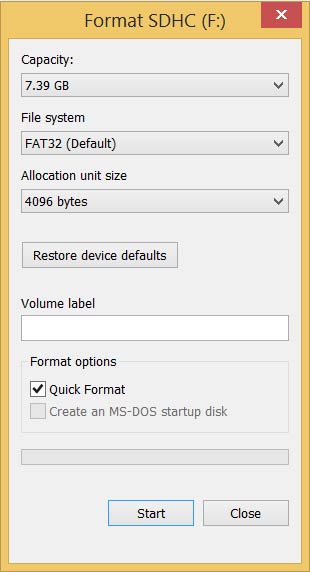 Format SDHC (F:)
Capacity:
7.39 GB
File system
FAT32 (Default)
Allocation unit size
4096 bytes
Restore device defaults
Volume label
Format options
Quick Format
Create an MS-DOS startup disk
Start
Close